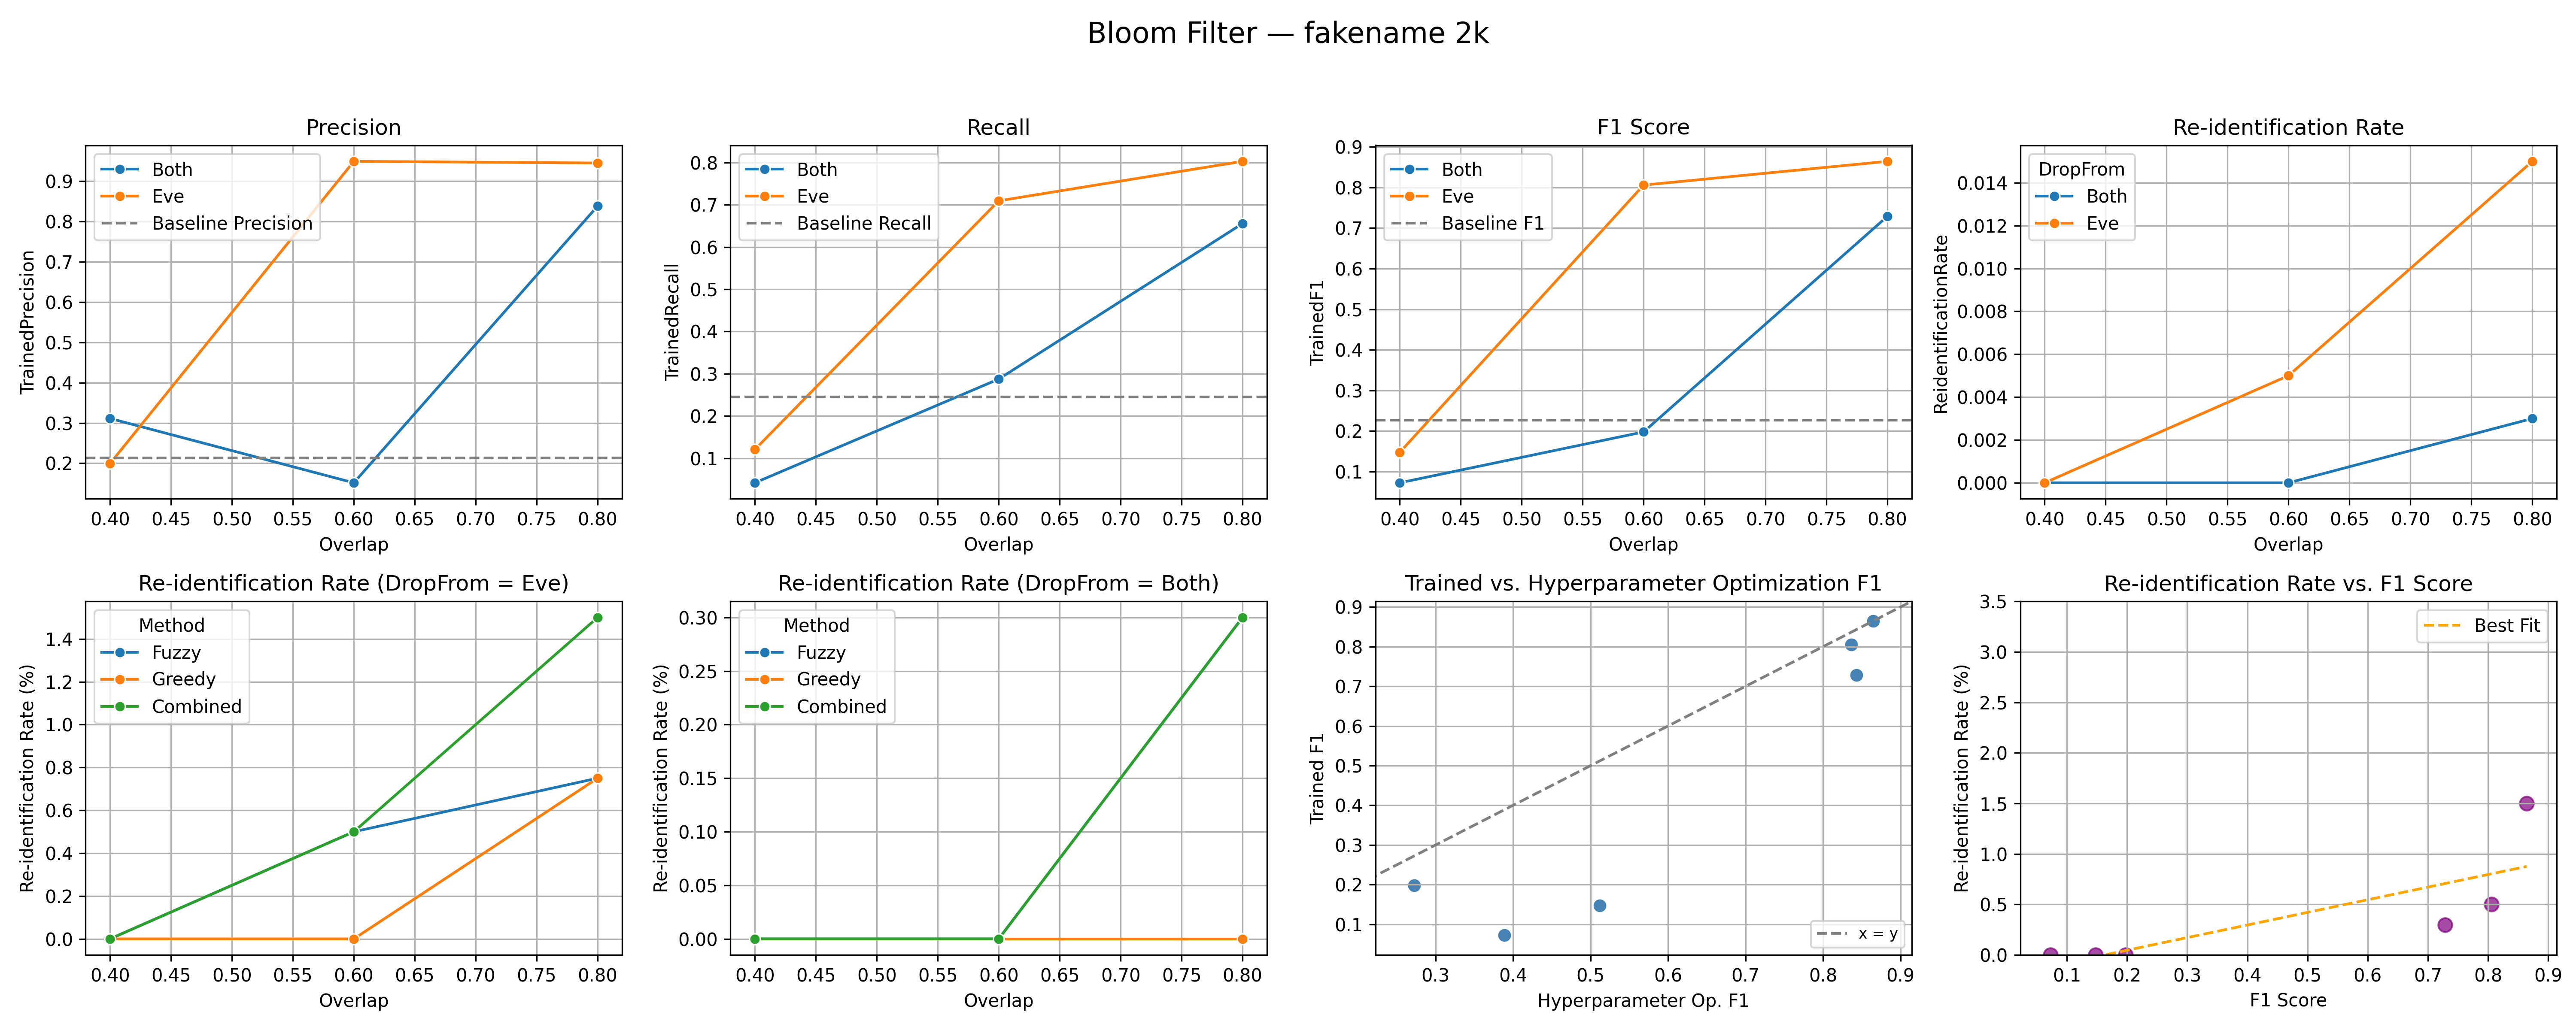 Bloom Filter — fakename 2k
Precision
TrainedPrecision
0.9
0.8
0.7
0.6
0.5
0.4
0.3
0.2
Both
Eve
Baseline Precision
0.40 0.45 0.50 0.55 0.60 0.65 0.70 0.75 0.80
Overlap
Recall
TrainedRecall
0.8
0.7
0.6
0.5
0.4
0.3
0.2
0.1
Both
Eve
Baseline Recall
0.40 0.45 0.50 0.55 0.60 0.65 0.70 0.75 0.80
Overlap
F1 Score
TrainedF1
0.9
0.8
0.7
0.6
0.5
0.4
0.3
0.2
0.1
Both
Eve
Baseline F1
0.40 0.45 0.50 0.55 0.60 0.65 0.70 0.75 0.80
Overlap
Re-identification Rate
ReidentificationRate
0.014
0.012
0.010
0.008
0.006
0.004
0.002
0.000
DropFrom
Both
Eve
0.40 0.45 0.50 0.55 0.60 0.65 0.70 0.75 0.80
Overlap
Re-identification Rate (DropFrom = Eve)
Re-identification Rate (%)
1.4
1.2
1.0
0.8
0.6
0.4
0.2
0.0
Method
Fuzzy
Greedy
Combined
0.40 0.45 0.50 0.55 0.60 0.65 0.70 0.75 0.80
Overlap
Re-identification Rate (DropFrom = Both)
Re-identification Rate (%)
0.30
0.25
0.20
0.15
0.10
0.05
0.00
Method
Fuzzy
Greedy
Combined
0.40 0.45 0.50 0.55 0.60 0.65 0.70 0.75 0.80
Overlap
Trained vs. Hyperparameter Optimization F1
Trained F1
0.9
0.8
0.7
0.6
0.5
0.4
0.3
0.2
0.1
x = y
0.3 0.4 0.5 0.6 0.7 0.8 0.9
Hyperparameter Op. F1
Re-identification Rate vs. F1 Score
Re-identification Rate (%)
3.5
3.0
2.5
2.0
1.5
1.0
0.5
0.0
Best Fit
0.1 0.2 0.3 0.4 0.5 0.6 0.7 0.8 0.9
F1 Score